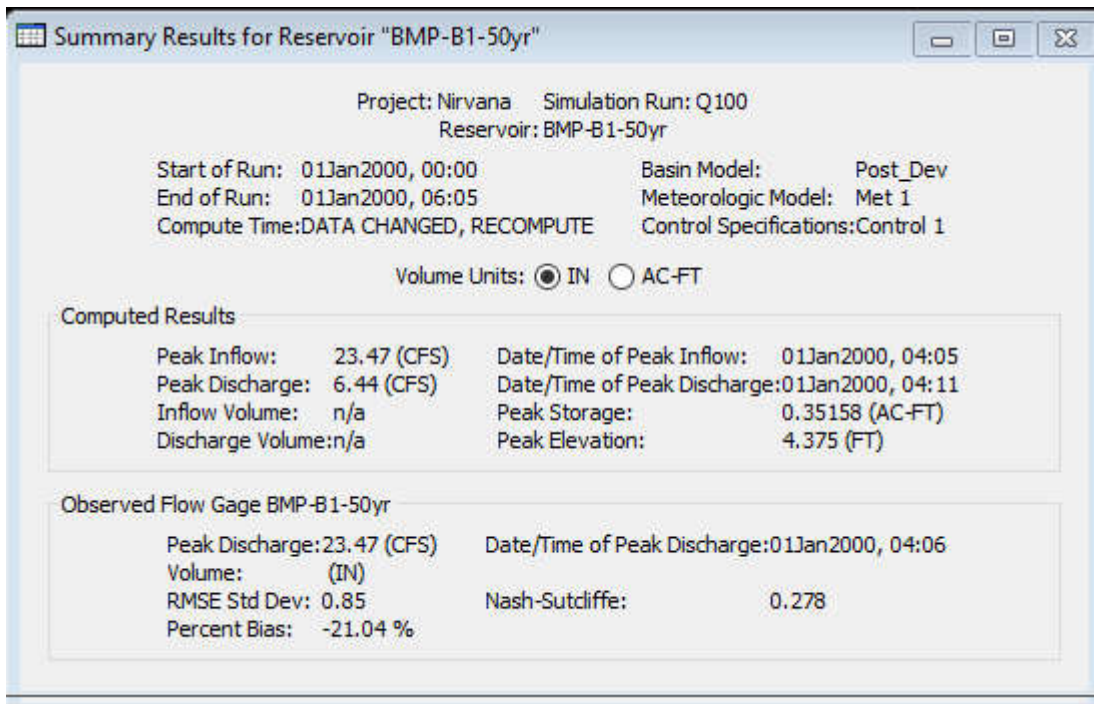 Summary Results for Reservoir "BMP-B1-50yr"
Project: Nirvana Simulation Run: Q100
Reservoir: BMP-B1-50yr
Start of Run: 01Jan2000, 00:00 Basin Model: Post_Dev
End of Run: 01Jan2000, 06:05 Meteorologic Model: Met 1
Compute Time:DATA CHANGED, RECOMPUTE Control Specifications:Control 1
Volume Units: IN AC-FT
Computed Results
Peak Inflow: 23.47 (CFS) Date/Time of Peak Inflow: 01Jan2000, 04:05
Peak Discharge: 6.44 (CFS) Date/Time of Peak Discharge:01Jan2000, 04:11
Inflow Volume: n/a Peak Storage: 0.35158 (AC-FT)
Discharge Volume:n/a Peak Elevation: 4.375 (FT)
Observed Flow Gage BMP-B1-50yr
Peak Discharge:23.47 (CFS) Date/Time of Peak Discharge:01Jan2000, 04:06
Volume: (IN)
RMSE Std Dev: 0.85 Nash-Sutcliffe: 0.278
Percent Bias: -21.04 %